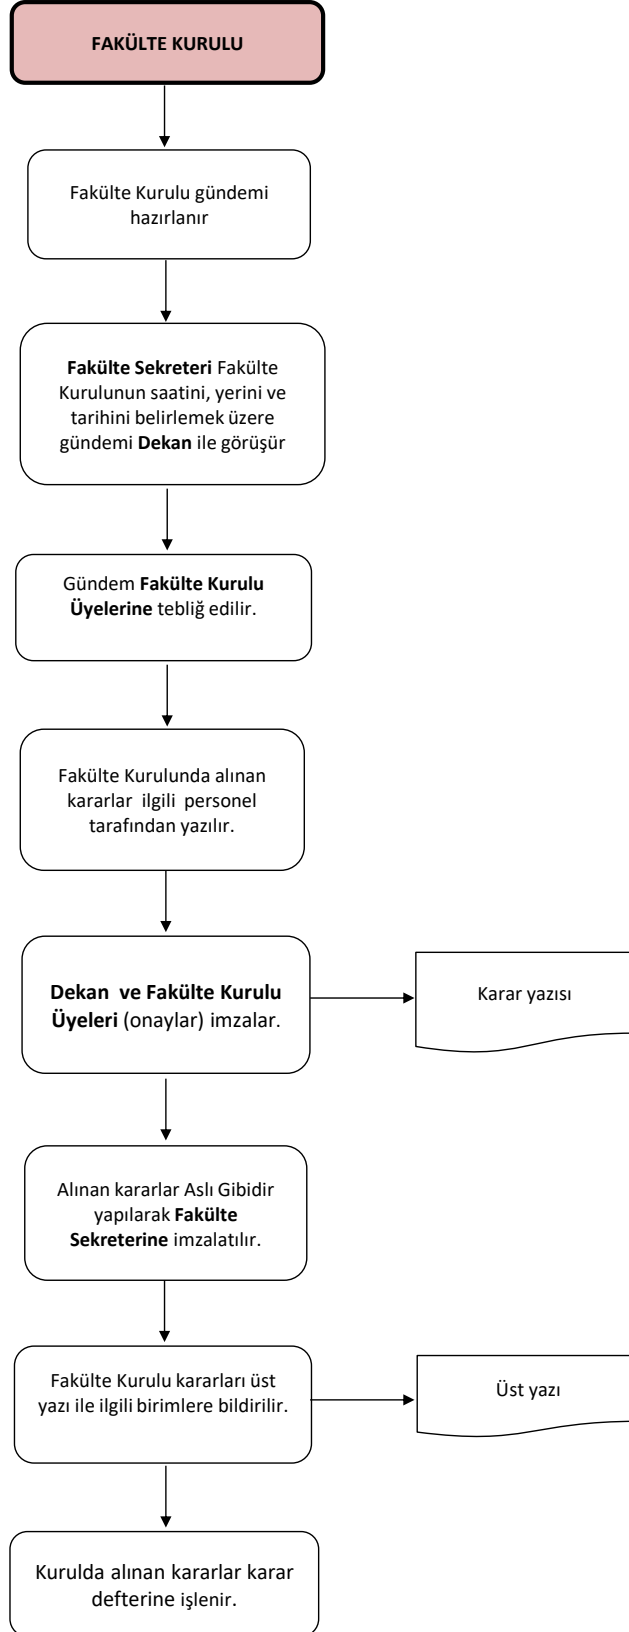 FAKÜLTE KURULU
Fakülte Kurulu gündemi
hazırlanır
Fakülte Sekreteri Fakülte
Kurulunun saatini, yerini ve
tarihini belirlemek üzere
gündemi Dekan ile görüşür
Gündem Fakülte Kurulu
Üyelerine tebliğ edilir.
Fakülte Kurulunda alınan
kararlar ilgili personel
tarafından yazılır.
Dekan ve Fakülte Kurulu
Üyeleri (onaylar) imzalar.
Karar yazısı
Alınan kararlar Aslı Gibidir
yapılarak Fakülte
Sekreterine imzalatılır.
Fakülte Kurulu kararları üst
yazı ile ilgili birimlere bildirilir.
Üst yazı
Kurulda alınan kararlar karar
defterine işlenir.